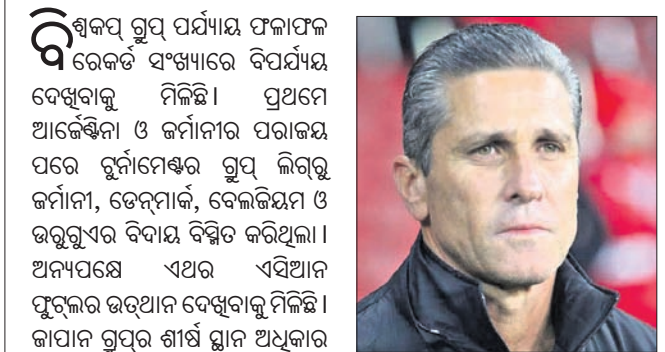 ବିଶ୍ୱକପ୍ ଗ୍ରୁପ୍ ପର୍ଯ୍ୟାୟ ଫଳାଫଳ
ରେକର୍ଡ ସଂଖ୍ୟାରେ ବିପର୍ଯ୍ୟୟ
ଦେଖିବାକୁ ମିଳିଛି। ପ୍ରଥମେ
ଆର୍ଜେଣ୍ଟିନା ଓ ଜର୍ମାନୀର ପରାଜୟ
ପରେ ଟୁର୍ନାମେଣ୍ଟର ଗ୍ରୁପ୍ ଲିଗ୍‌ରୁ
ଜର୍ମାନୀ, ଡେନ୍‌ମାର୍କ, ବେଲଜିୟମ ଓ
ଉରୁଗୁଏର ବିଦାୟ ବିସ୍ମିତ କରିଥିଲା।
ଅନ୍ୟପକ୍ଷେ ଏଥର ଏସିଆନ
ଫୁଟ୍‌ବଲର ଉତ୍‌ଥାନ ଦେଖିବାକୁ ମିଳିଛି।
ଜାପାନ ଗ୍ରୁପ୍‌ର ଶୀର୍ଷ ସ୍ଥାନ ଅଧିକାର